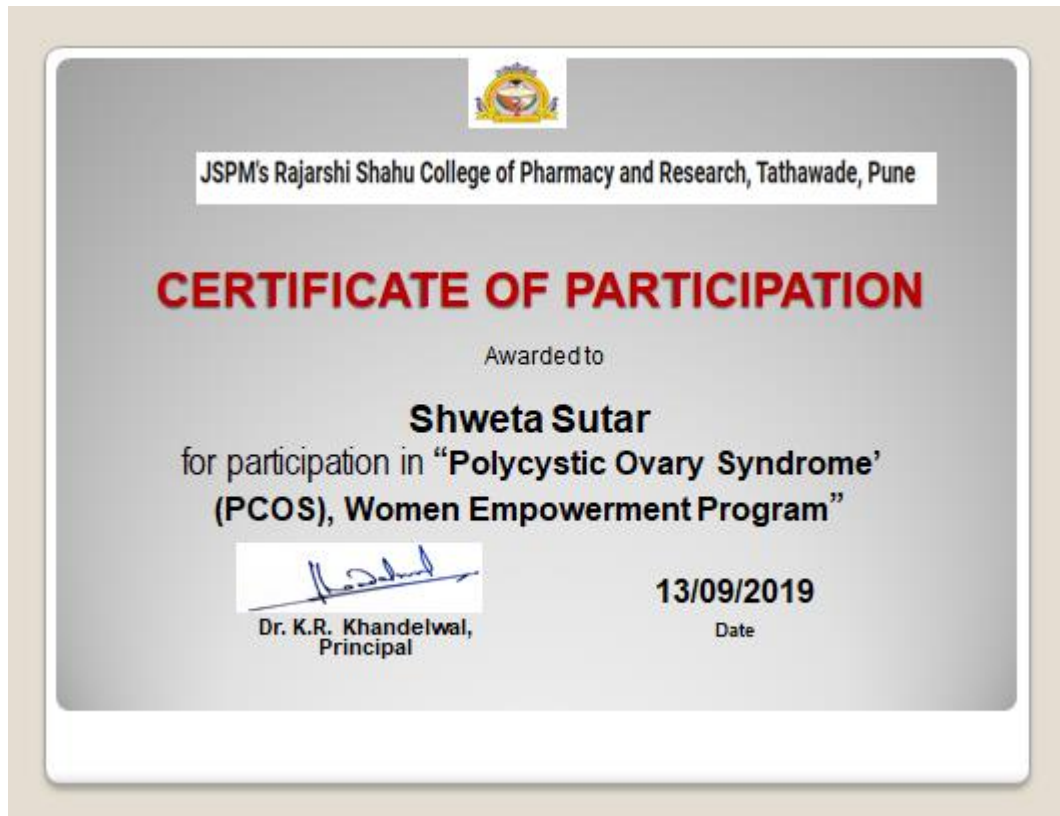 JSPM's Rajarshi Shahu College of Pharmacy and Research, Tathawade, Pune
CERTIFICATE OF PARTICIPATION
Awarded to
Shweta Sutar
for participation in “Polycystic Ovary Syndrome’
(PCOS), Women Empowerment Program”
Dr. K.R. Khandelwal,
Principal
13/09/2019
Date